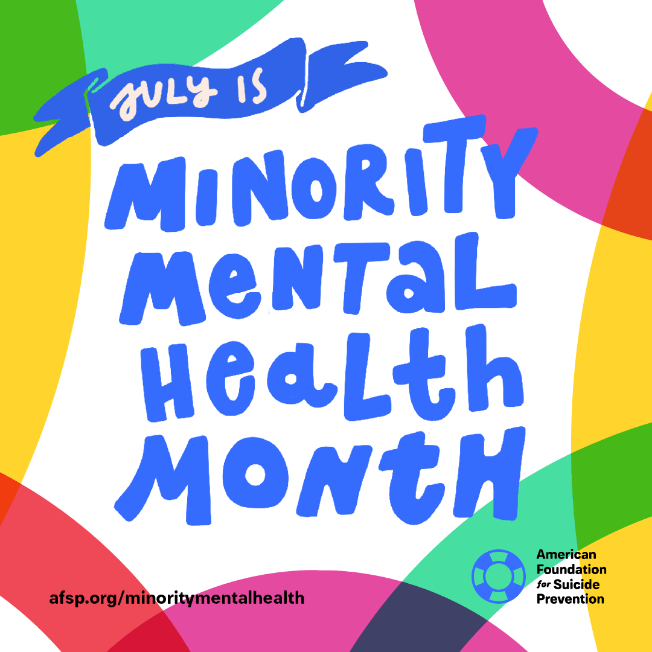 JULY IS
MINORITY
MeNTaL
Health
MONtH
afsp.org/minoritymentalhealth
American
Foundation
for Suicide
Prevention